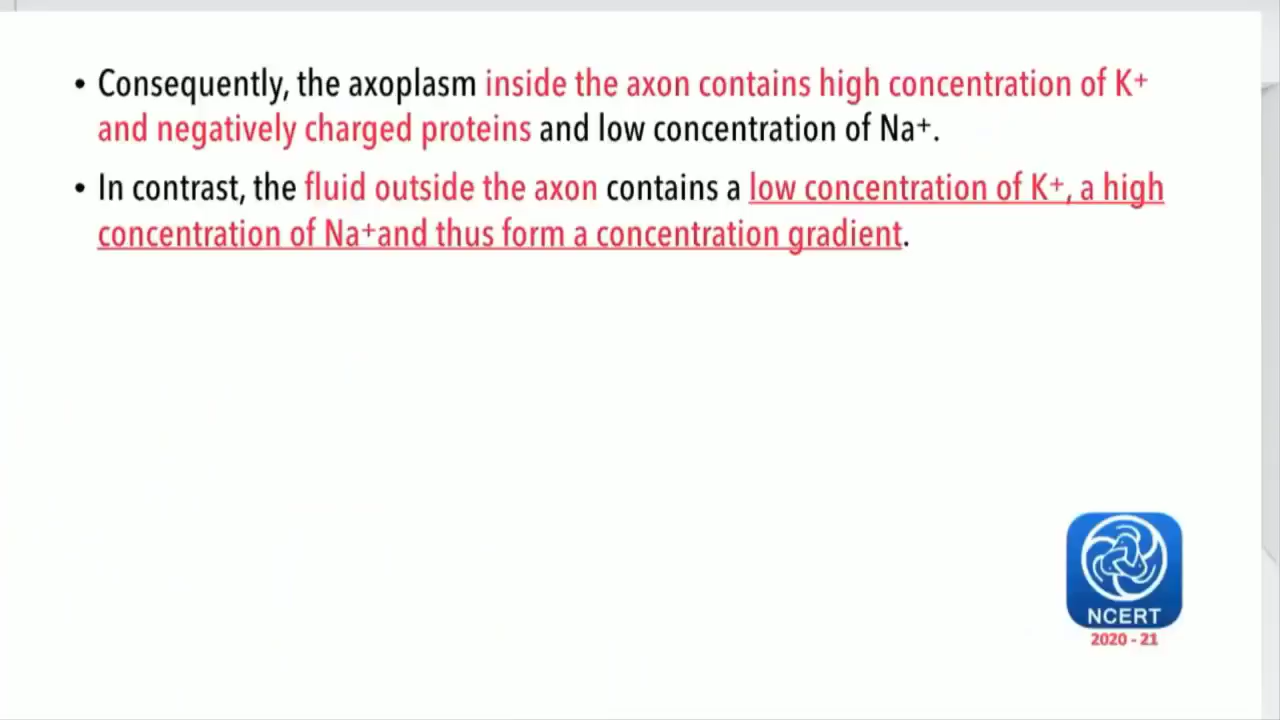 • Consequently, the axoplasm inside the axon contains high concentration of K+
and negatively charged proteins and low concentration of Na+.
• In contrast, the fluid outside the axon contains a low concentration of K+, a high
concentration of Na+and thus form a concentration gradient.
NCERT
2020 - 21